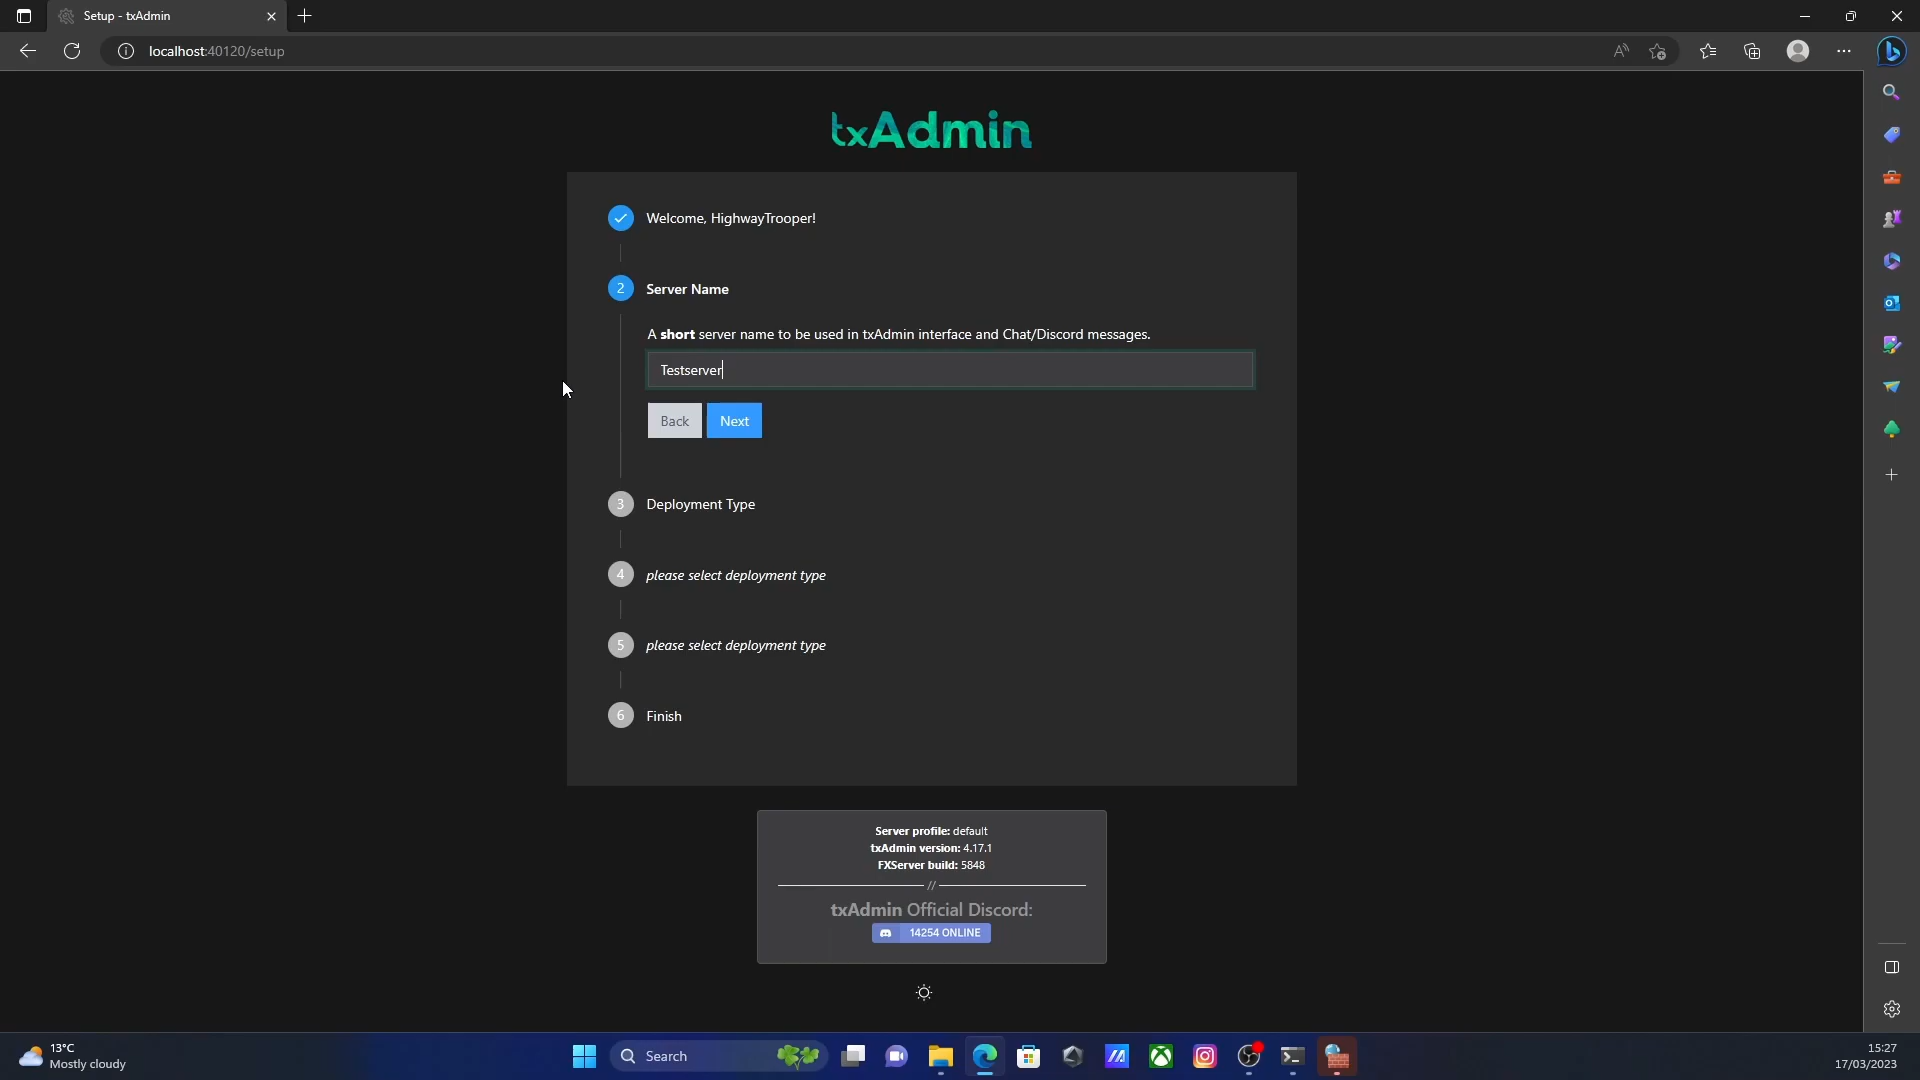 Setup - txAdmin
localhost:40120/setup
txAdmin
Welcome, HighwayTrooper!
2 Server Name
A short server name to be used in txAdmin interface and Chat/Discord messages.
Testserver
Back Next
3 Deployment Type
4 please select deployment type
5 please select deployment type
6 Finish
Server profile: default
txAdmin version: 4.17.1
FXServer build: 5848
//
txAdmin Official Discord:
14254 ONLINE
13°C
Mostly cloudy
Search
15:27
17/03/2023